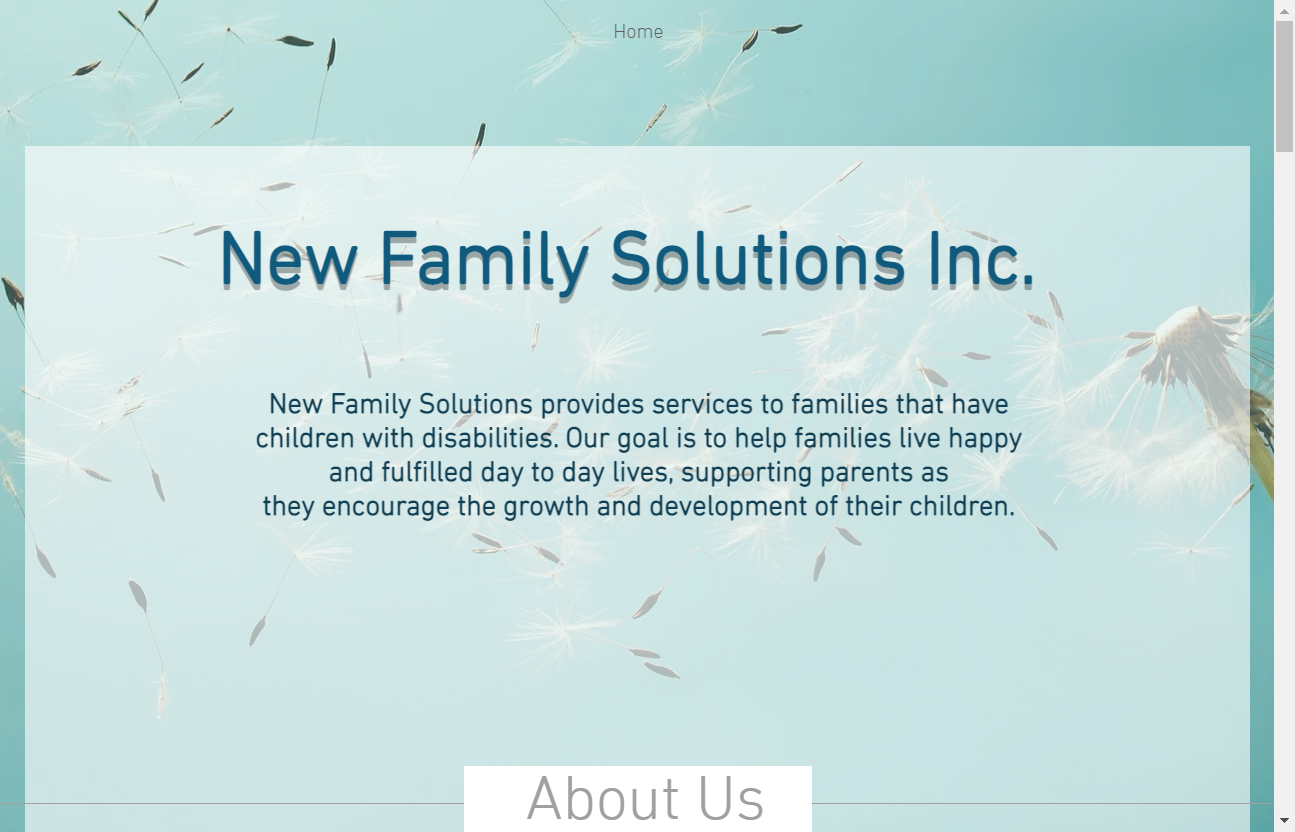 Home
New Family Solutions Inc.
New Family Solutions provides services to families that have
children with disabilities. Our goal is to help families live happy
and fulfilled day to day lives, supporting parents as
they encourage the growth and development of their children.
About Us